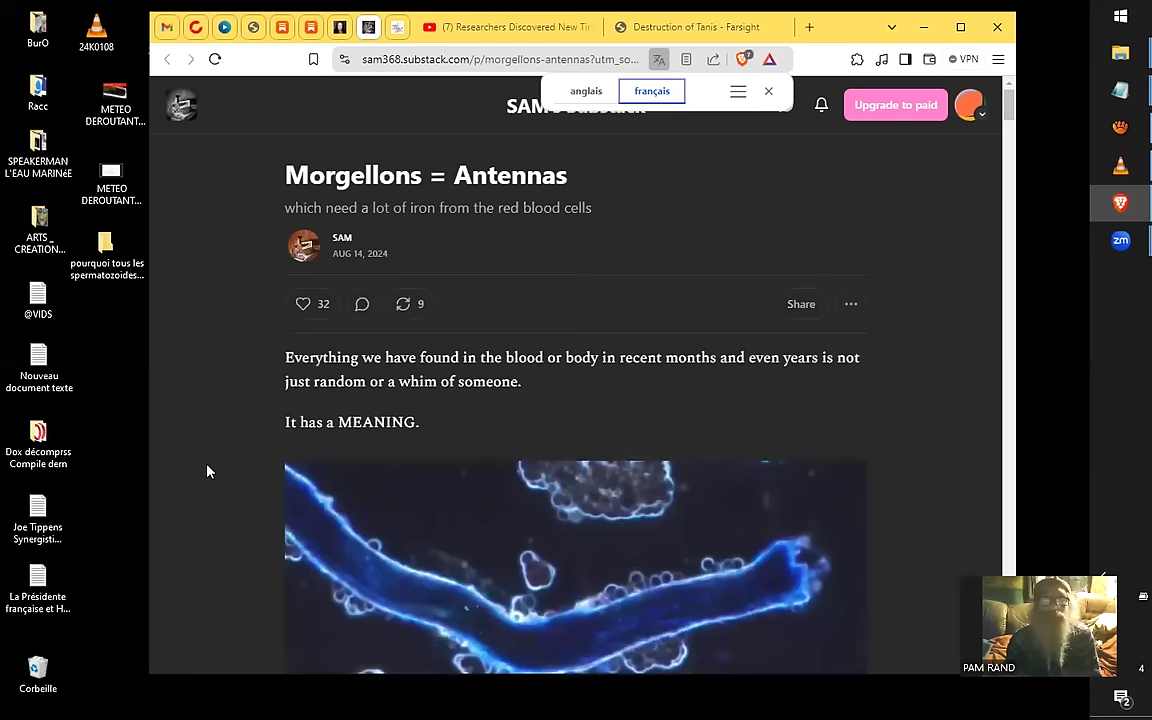 BurO
24K0108
Racc
METEO
DEROUTANT...
SPEAKERMAN
L'EAU MARINéE
METEO
DEROUTANT...
ARTS_
CREATION...
pourquoi tous les
spermatozoides...
@VIDS
Nouveau
document texte
Dox décomprss
Compile dern
Joe Tippens
Synergisti...
La Présidente
française et H...
Corbeille
(7) Researchers Discovered New Ti
Destruction of Tanis - Farsight
sam368.substack.com/p/morgellons-antennas?utm_so...
7
VPN
anglais
français
Upgrade to paid
Morgellons = Antennas
which need a lot of iron from the red blood cells
SAM
AUG 14, 2024
32
9
Share
Everything we have found in the blood or body in recent months and even years is not
just random or a whim of someone.
It has a MEANING.
zm
PAM RAND
4
2